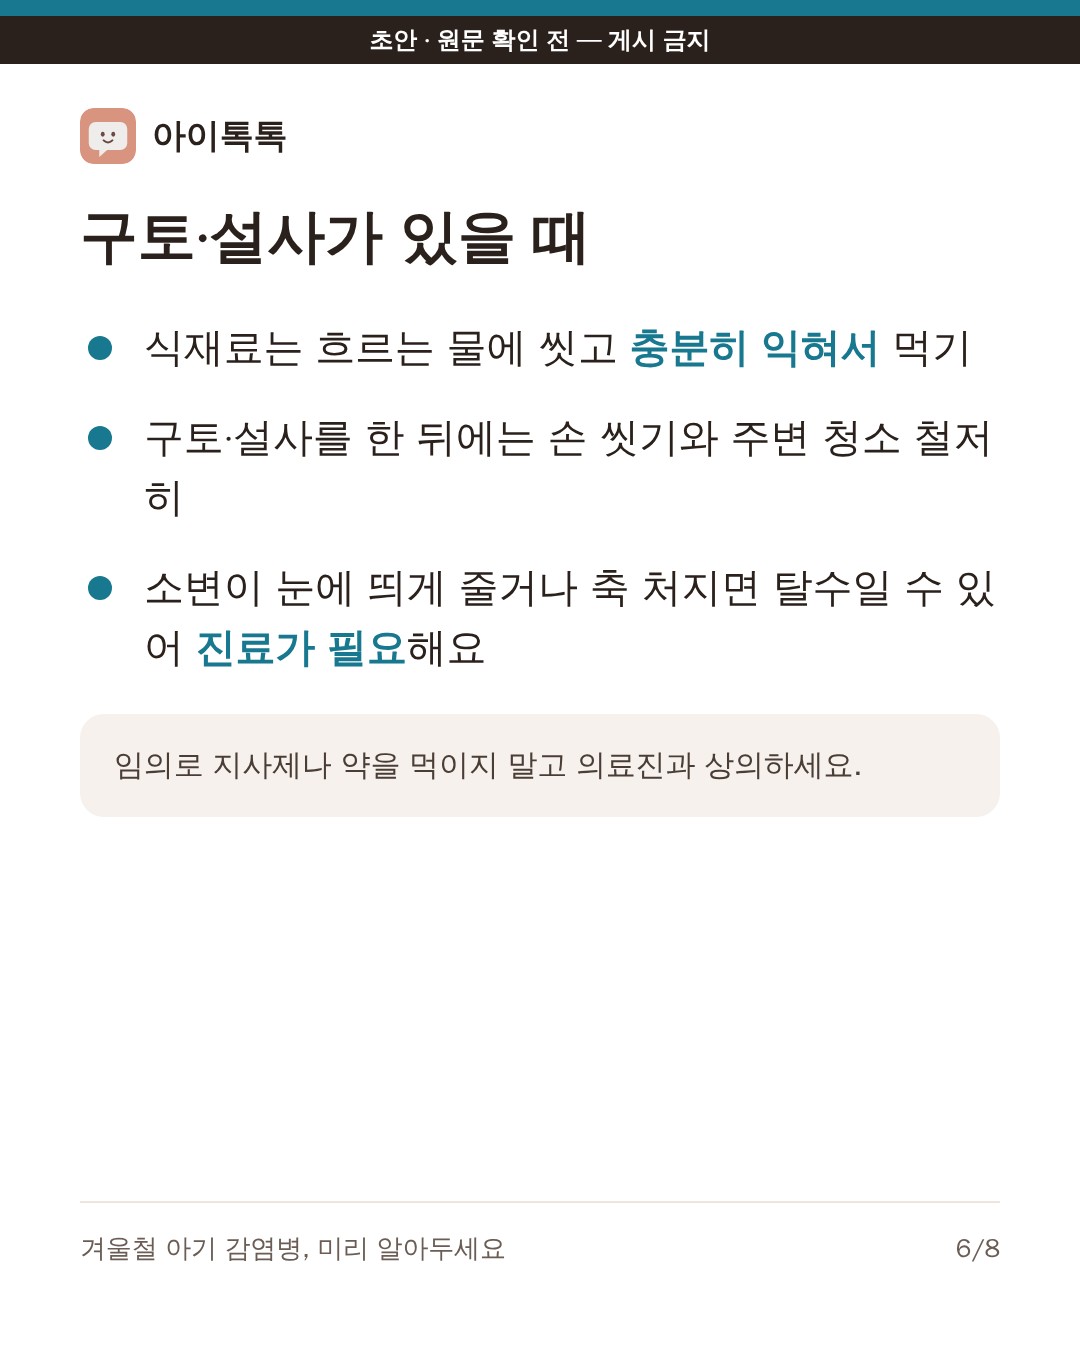 초안 · 원문 확인 전 — 게시 금지
아이톡톡
구토·설사가 있을 때
식재료는 흐르는 물에 씻고 충분히 익혀서 먹기
구토·설사를 한 뒤에는 손 씻기와 주변 청소 철저
히
소변이 눈에 띄게 줄거나 축 처지면 탈수일 수 있
어 진료가 필요해요
임의로 지사제나 약을 먹이지 말고 의료진과 상의하세요.
겨울철 아기 감염병, 미리 알아두세요
6/8